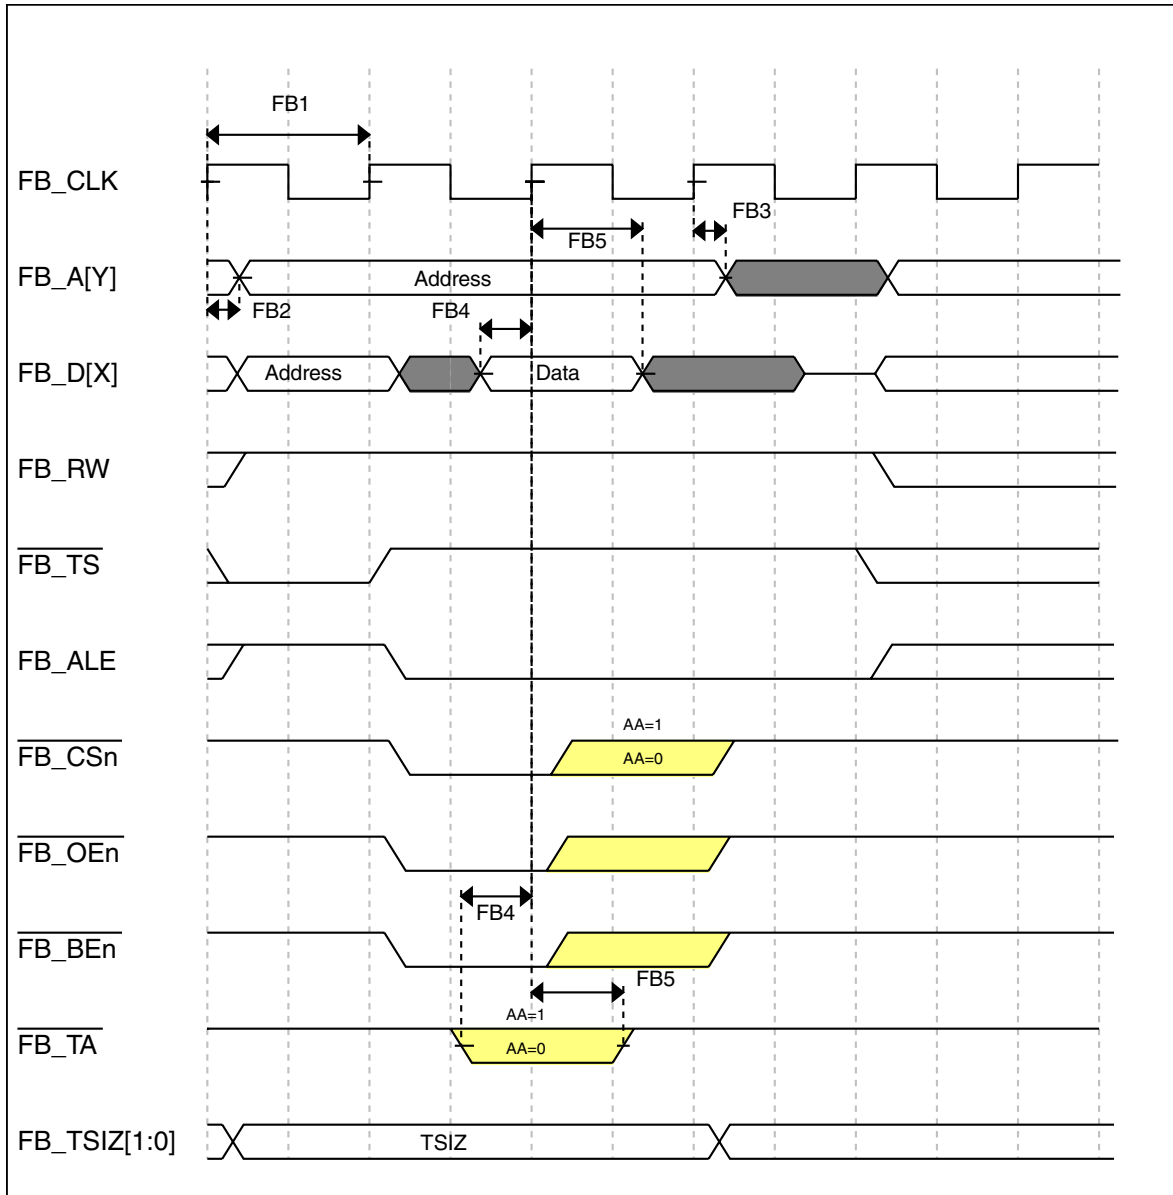 FB1
FB_CLK
FB3
FB5
FB_A[Y]
Address
FB2
FB4
FB_D[X]
Address
Data
FB_RW
FB_TS
FB_ALE
AA=1
FB_CSn
AA=0
FB_OEn
FB4
FB_BEn
FB5
AA=1
FB_TA
AA=0
FB_TSIZ[1:0]
TSIZ